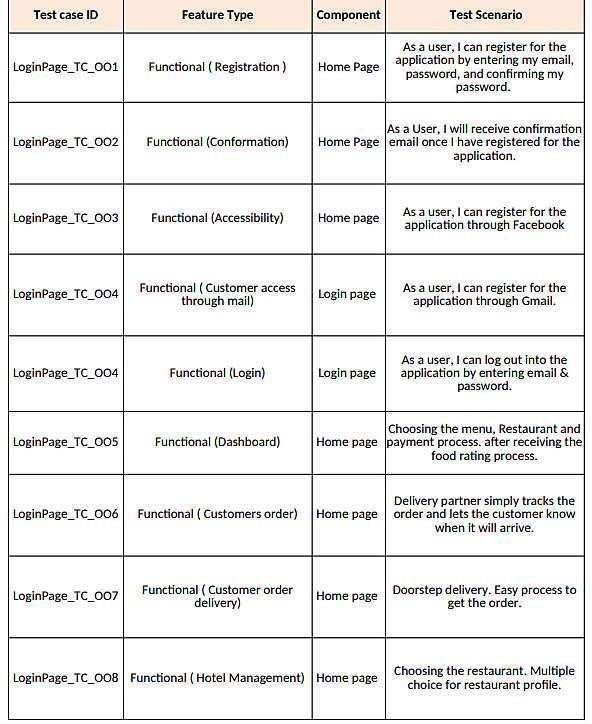 Test case ID Feature Type Component Test Scenario
LoginPage_TC_OO1 Functional ( Registration ) Home Page As a user, I can register for the
application by entering my email,
password, and confirming my
password.
LoginPage_TC_OO2 Functional (Conformation) Home Page As a User, I will receive confirmation
email once I have registered for the
application.
LoginPage_TC_OO3 Functional (Accessibility) Home page As a user, I can register for the
application through Facebook
LoginPage_TC_OO4 Functional ( Customer access
through mail) Login page As a user, I can register for the
application through Gmail.
LoginPage_TC_OO4 Functional (Login) Login page As a user, I can log out into the
application by entering email &
password.
LoginPage_TC_OO5 Functional (Dashboard) Home page Choosing the menu, Restaurant and
payment process. after receiving the
food rating process.
LoginPage_TC_OO6 Functional ( Customers order) Home page Delivery partner simply tracks the
order and lets the customer know
when it will arrive.
LoginPage_TC_OO7 Functional ( Customer order
delivery) Home page Doorstep delivery. Easy process to
get the order.
LoginPage_TC_OO8 Functional ( Hotel Management) Home page Choosing the restaurant. Multiple
choice for restaurant profile.